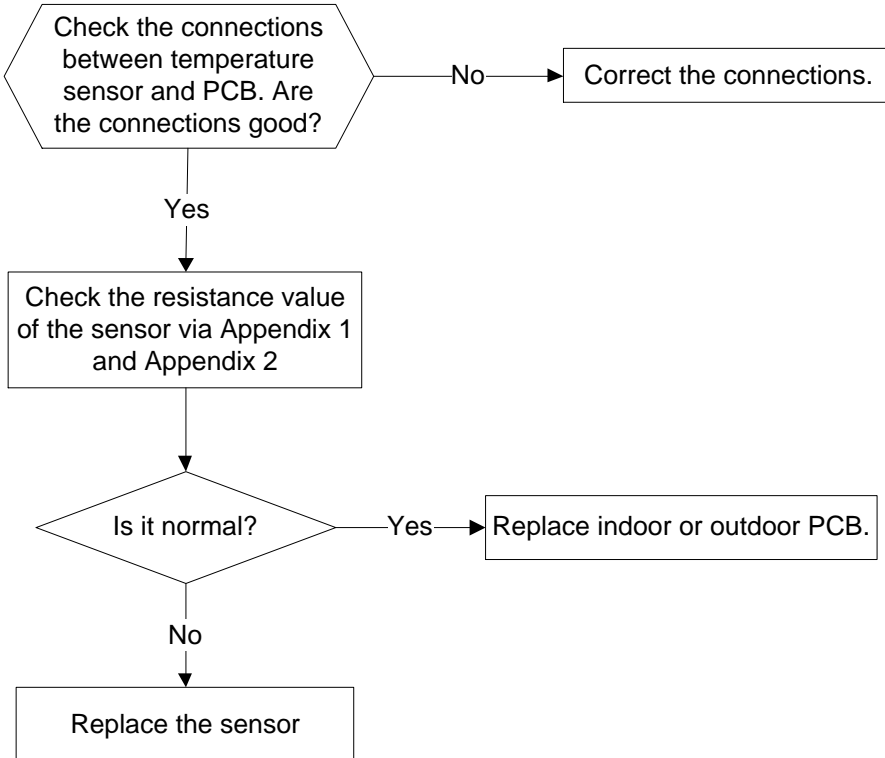 Check the connections
between temperature
sensor and PCB. Are
the connections good?
No
Correct the connections.
Yes
Check the resistance value
of the sensor via Appendix 1
and Appendix 2
Is it normal?
Yes
Replace indoor or outdoor PCB.
No
Replace the sensor